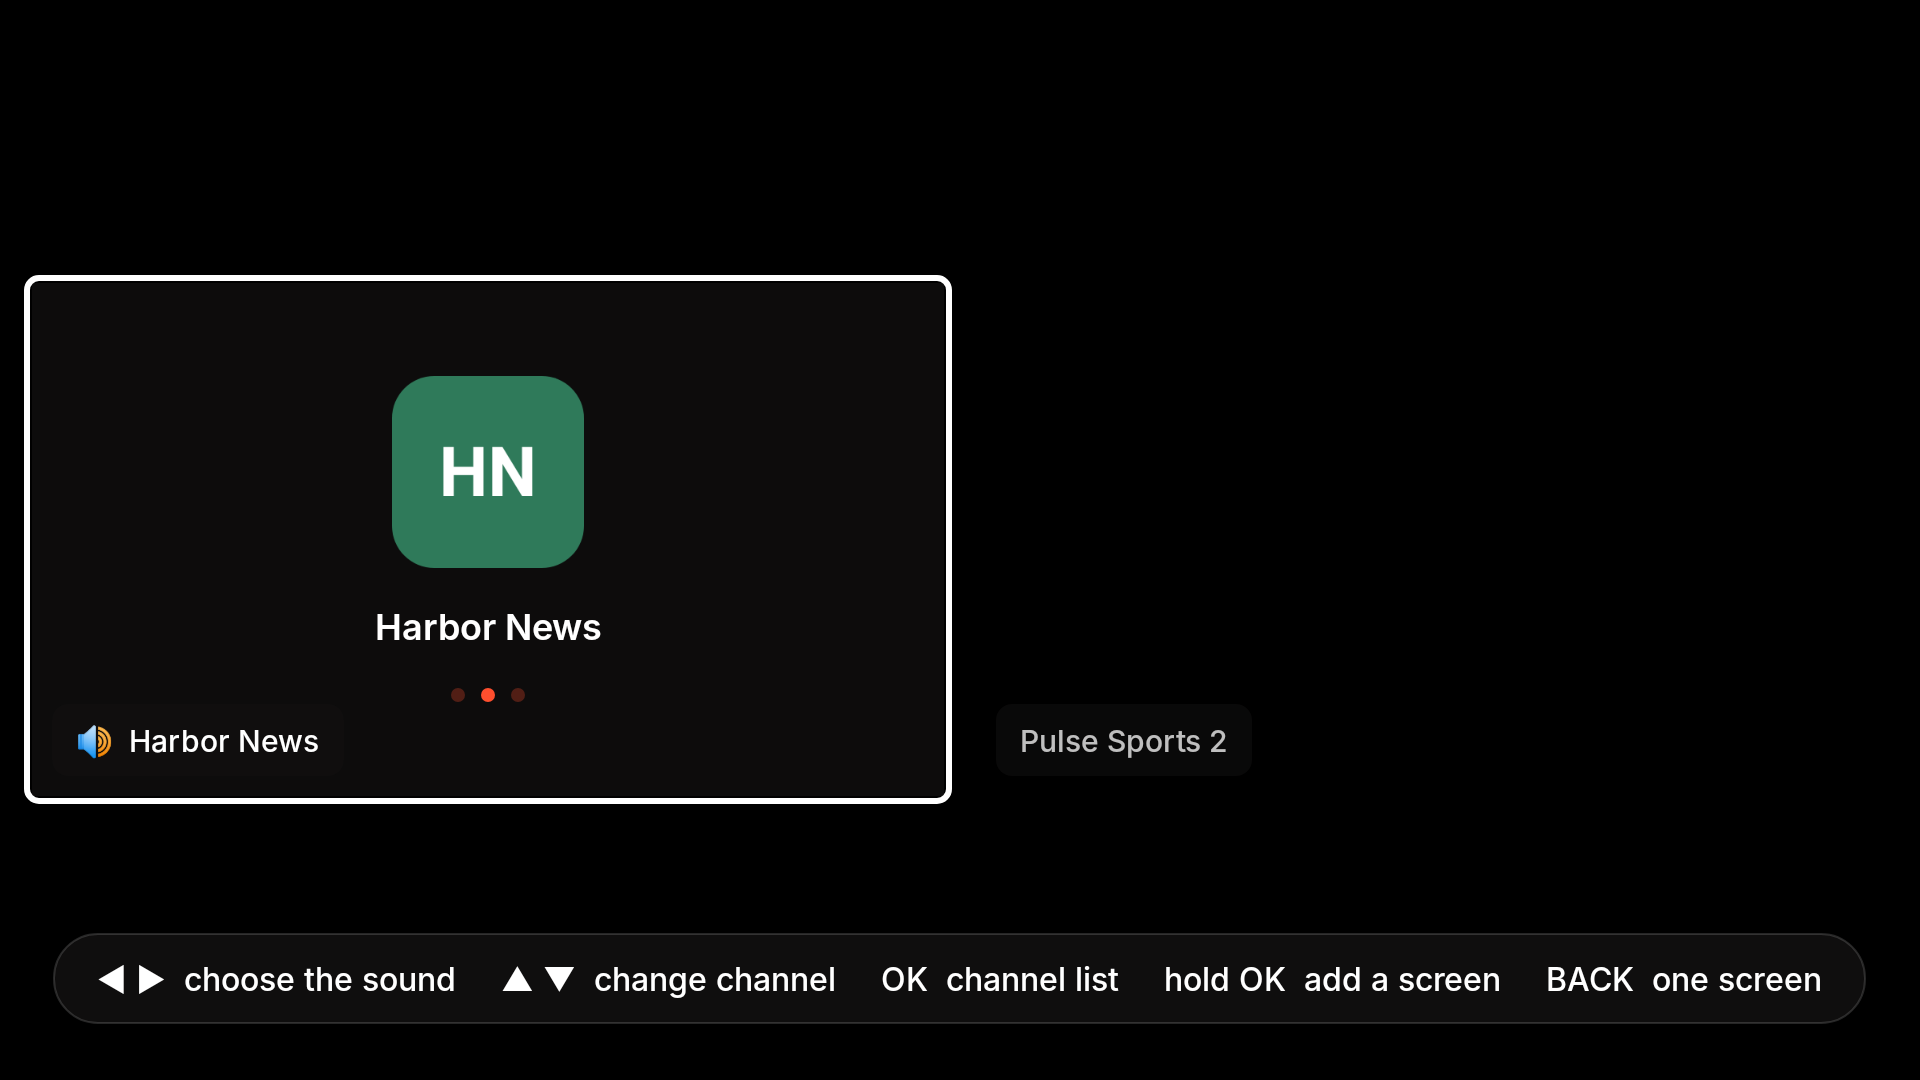 HN
Harbor News
🔊 Harbor News
Pulse Sports 2
◀ ▶ choose the sound ▲ ▼ change channel OK channel list hold OK add a screen BACK one screen